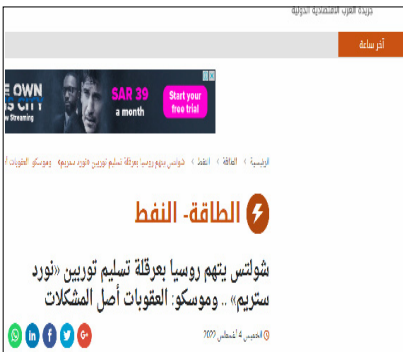 جريدة العرب الاقتصادية الدولية
آخر ساعة
E OWN
S CITY
Streaming
SAR 39
a month
Start your
free trial
الرئيسية > الطاقة > النفط > شولتس يتهم روسيا بعرقلة تسليم توربين «نورد ستريم» .. وموسكو: العقوبات أ
الطاقة- النفط
شولتس يتهم روسيا بعرقلة تسليم توربين «نورد
ستريم» .. وموسكو: العقوبات أصل المشكلات
الخميس 4 أغسطس 2022